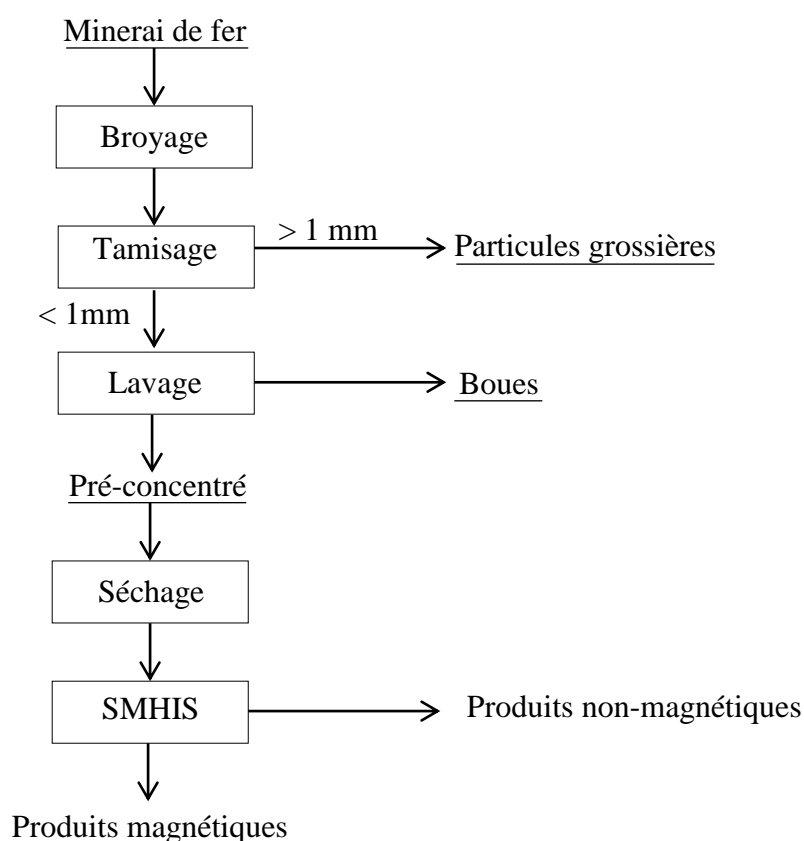 Minerai de fer
Broyage
Tamisage
> 1 mm
Particules grossières
< 1mm
Lavage
Boues
Pré-concentré
Séchage
SMHIS
Produits non-magnétiques
Produits magnétiques